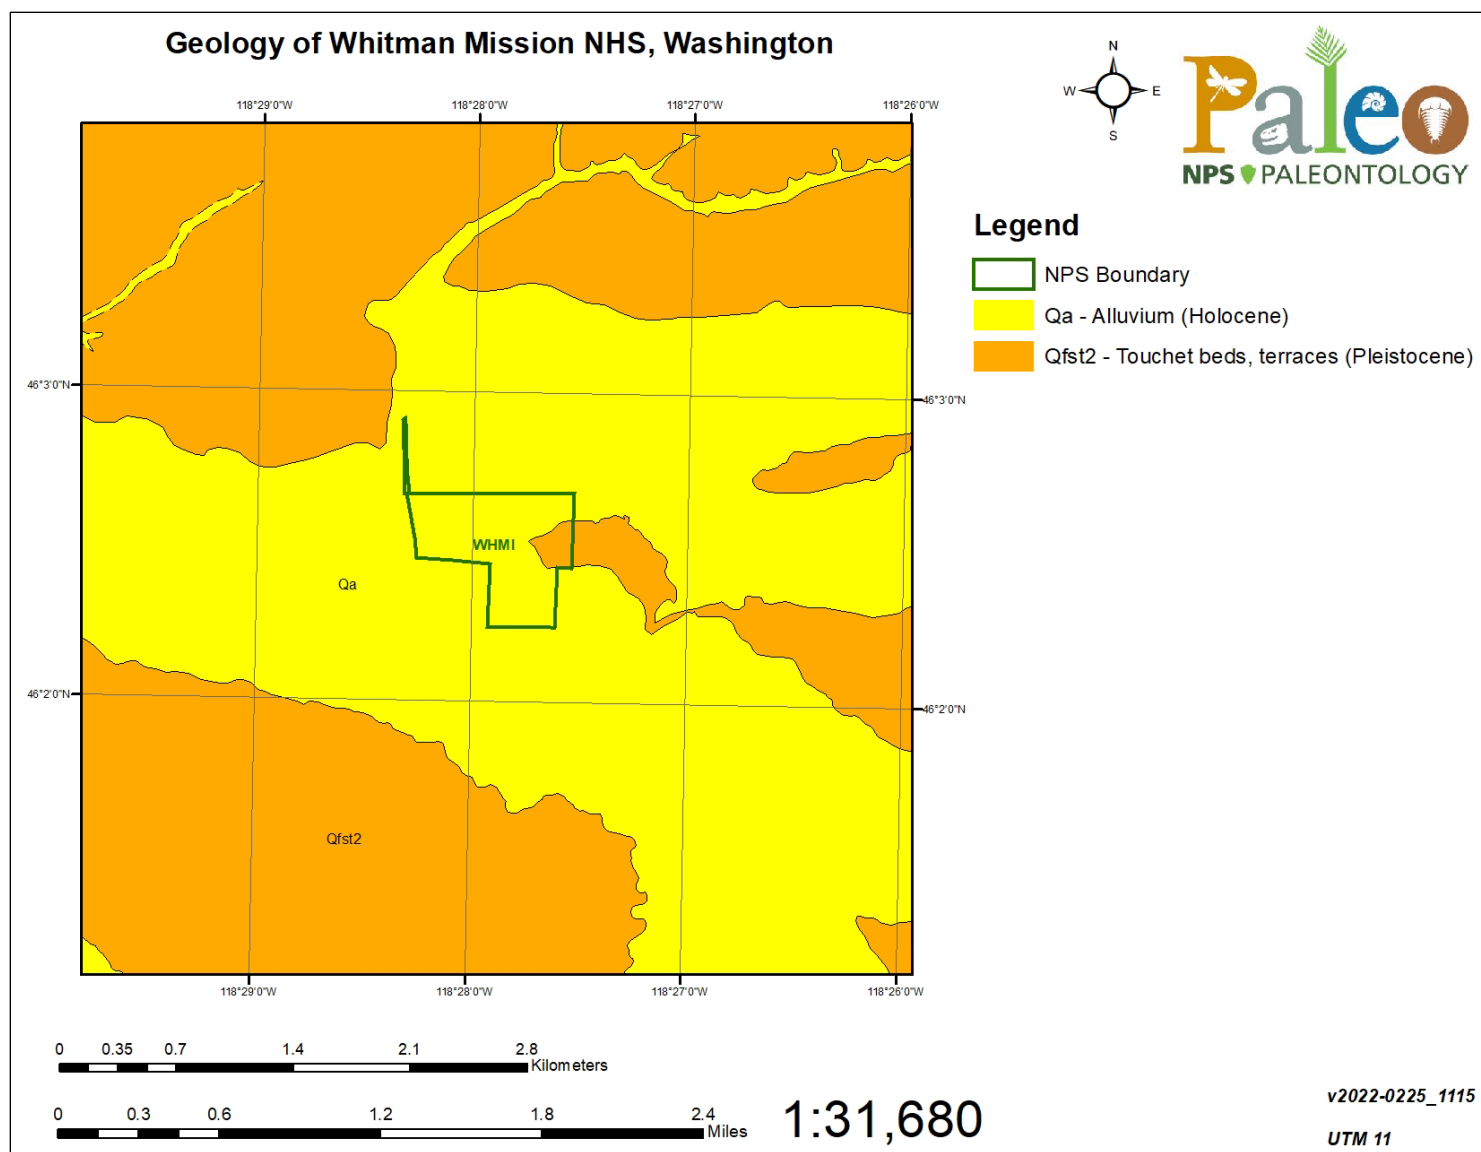 Geology of Whitman Mission NHS, Washington
N
W E
S
Paleo
NPS PALEONTOLOGY
118°29'0"W 118°28'0"W 118°27'0"W 118°26'0"W
Legend
NPS Boundary
Qa - Alluvium (Holocene)
Qfst2 - Touchet beds, terraces (Pleistocene)
46°3'0"N
46°3'0"N
WHMI
Qa
46°2'0"N
46°2'0"N
Qfst2
118°29'0"W 118°28'0"W 118°27'0"W 118°26'0"W
0 0.35 0.7 1.4 2.1 2.8
Kilometers
0 0.3 0.6 1.2 1.8 2.4
Miles
1:31,680
v2022-0225_1115
UTM 11